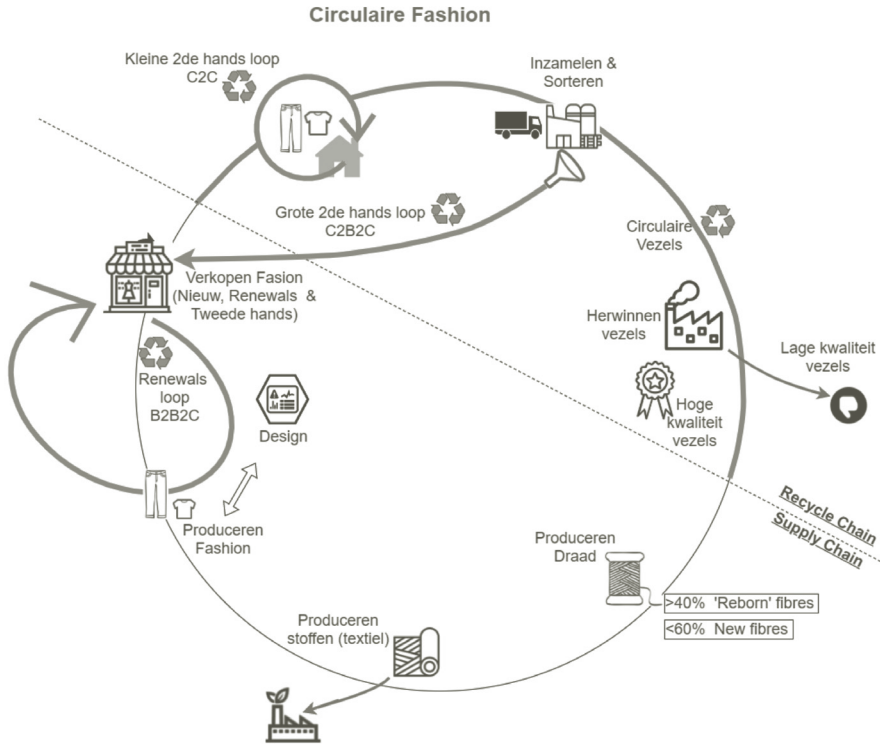 Circulaire Fashion
Kleine 2de hands loop
C2C
Inzamelen &
Sorteren
Grote 2de hands loop
C2B2C
Circulaire
Vezels
Verkopen Fasion
(Nieuw, Renewals &
Tweede hands)
Herwinnen
vezels
Lage kwaliteit
vezels
Renewals
loop
B2B2C
Hoge
kwaliteit
vezels
Design
Recycle Chain
Supply Chain
Produceren
Fashion
Produceren
Draad
>40% 'Reborn' fibres
<60% New fibres
Produceren
stoffen (textiel)